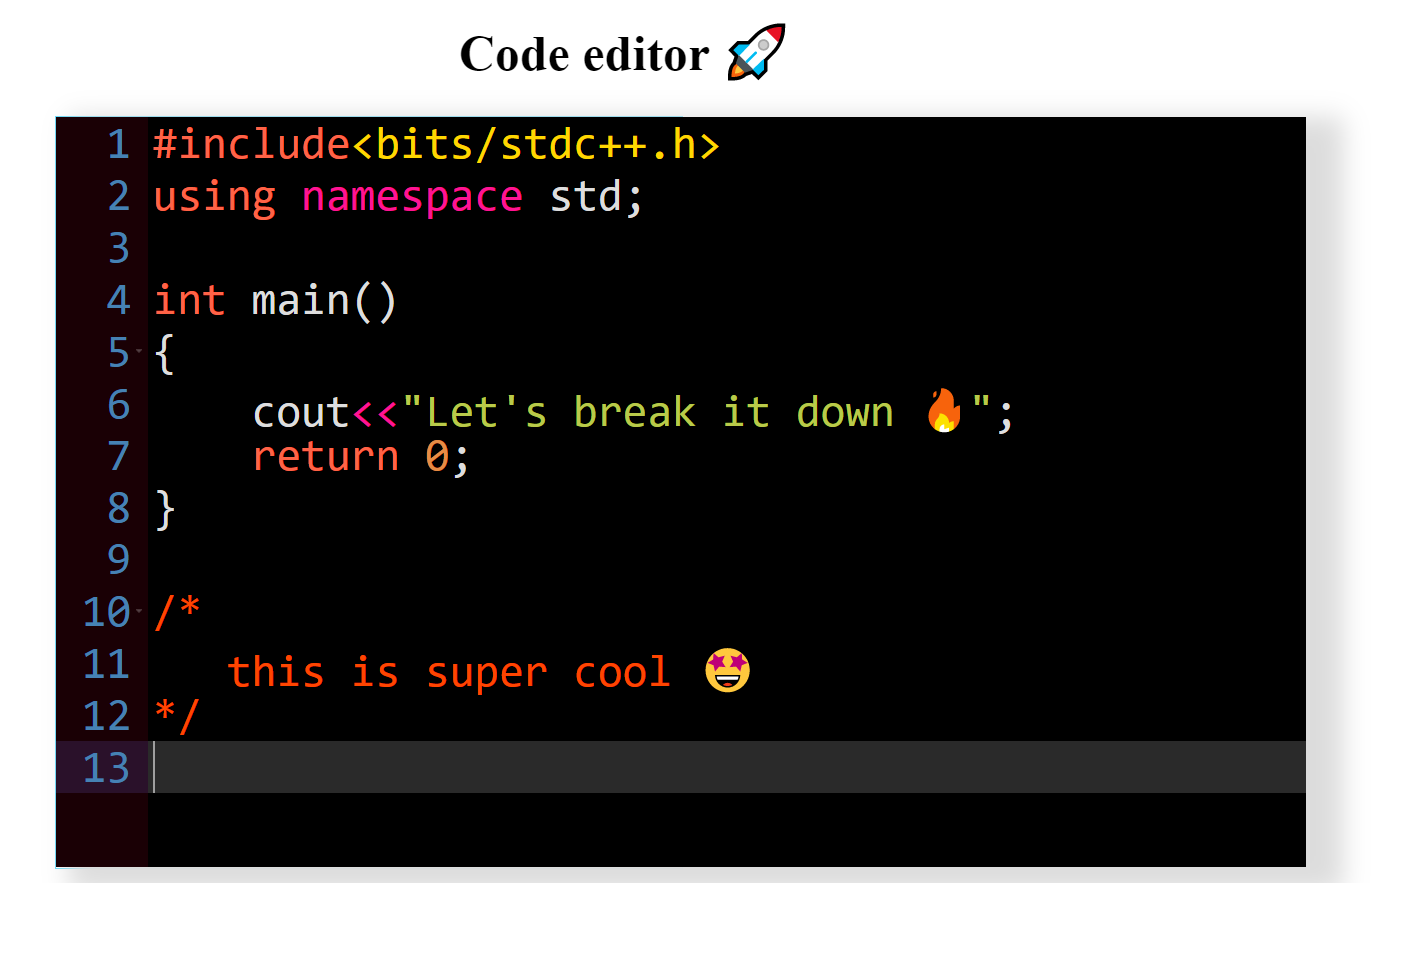 Code editor 🚀
1 #include<bits/stdc++.h>
2 using namespace std;
3
4 int main()
5 {
6     cout<<"Let's break it down 🔥";
7     return 0;
8 }
9
10 /*
11    this is super cool 🤩
12 */
13